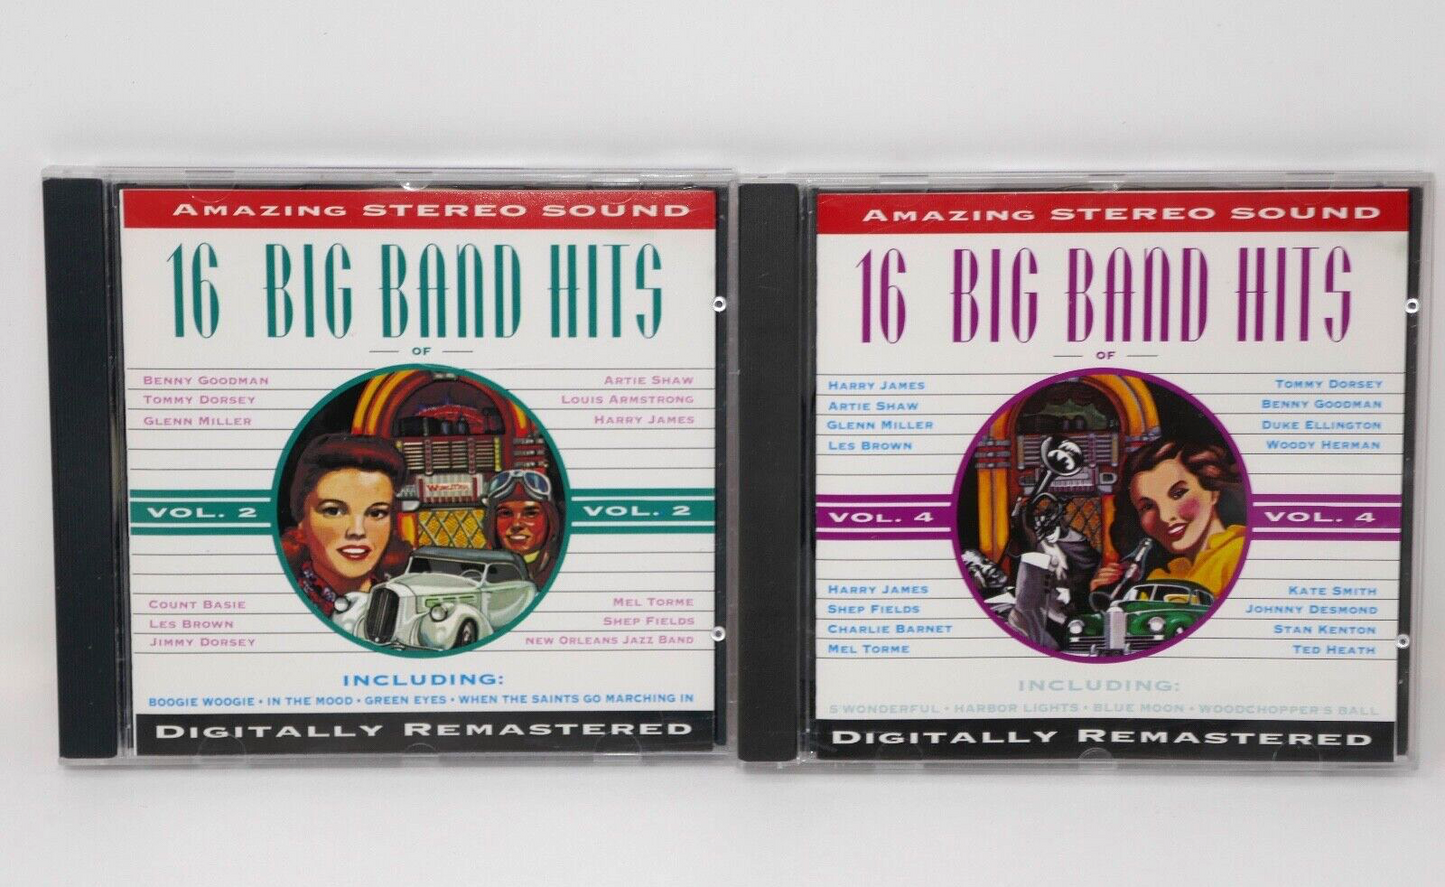 AMAZING STEREO SOUND
16 BIG BAND HITS
OF
BENNY GOODMAN
TOMMY DORSEY
GLENN MILLER
ARTIE SHAW
LOUIS ARMSTRONG
HARRY JAMES
WURLITZER
VOL. 2
VOL. 2
COUNT BASIE
LES BROWN
JIMMY DORSEY
MEL TORME
SHEP FIELDS
NEW ORLEANS JAZZ BAND
INCLUDING:
BOOGIE WOOGIE • IN THE MOOD • GREEN EYES • WHEN THE SAINTS GO MARCHING IN
DIGITALLY REMASTERED
AMAZING STEREO SOUND
16 BIG BAND HITS
OF
HARRY JAMES
ARTIE SHAW
GLENN MILLER
LES BROWN
TOMMY DORSEY
BENNY GOODMAN
DUKE ELLINGTON
WOODY HERMAN
VOL. 4
VOL. 4
HARRY JAMES
SHEP FIELDS
CHARLIE BARNET
MEL TORME
KATE SMITH
JOHNNY DESMOND
STAN KENTON
TED HEATH
INCLUDING:
S'WONDERFUL • HARBOR LIGHTS • BLUE MOON • WOODCHOPPER'S BALL
DIGITALLY REMASTERED